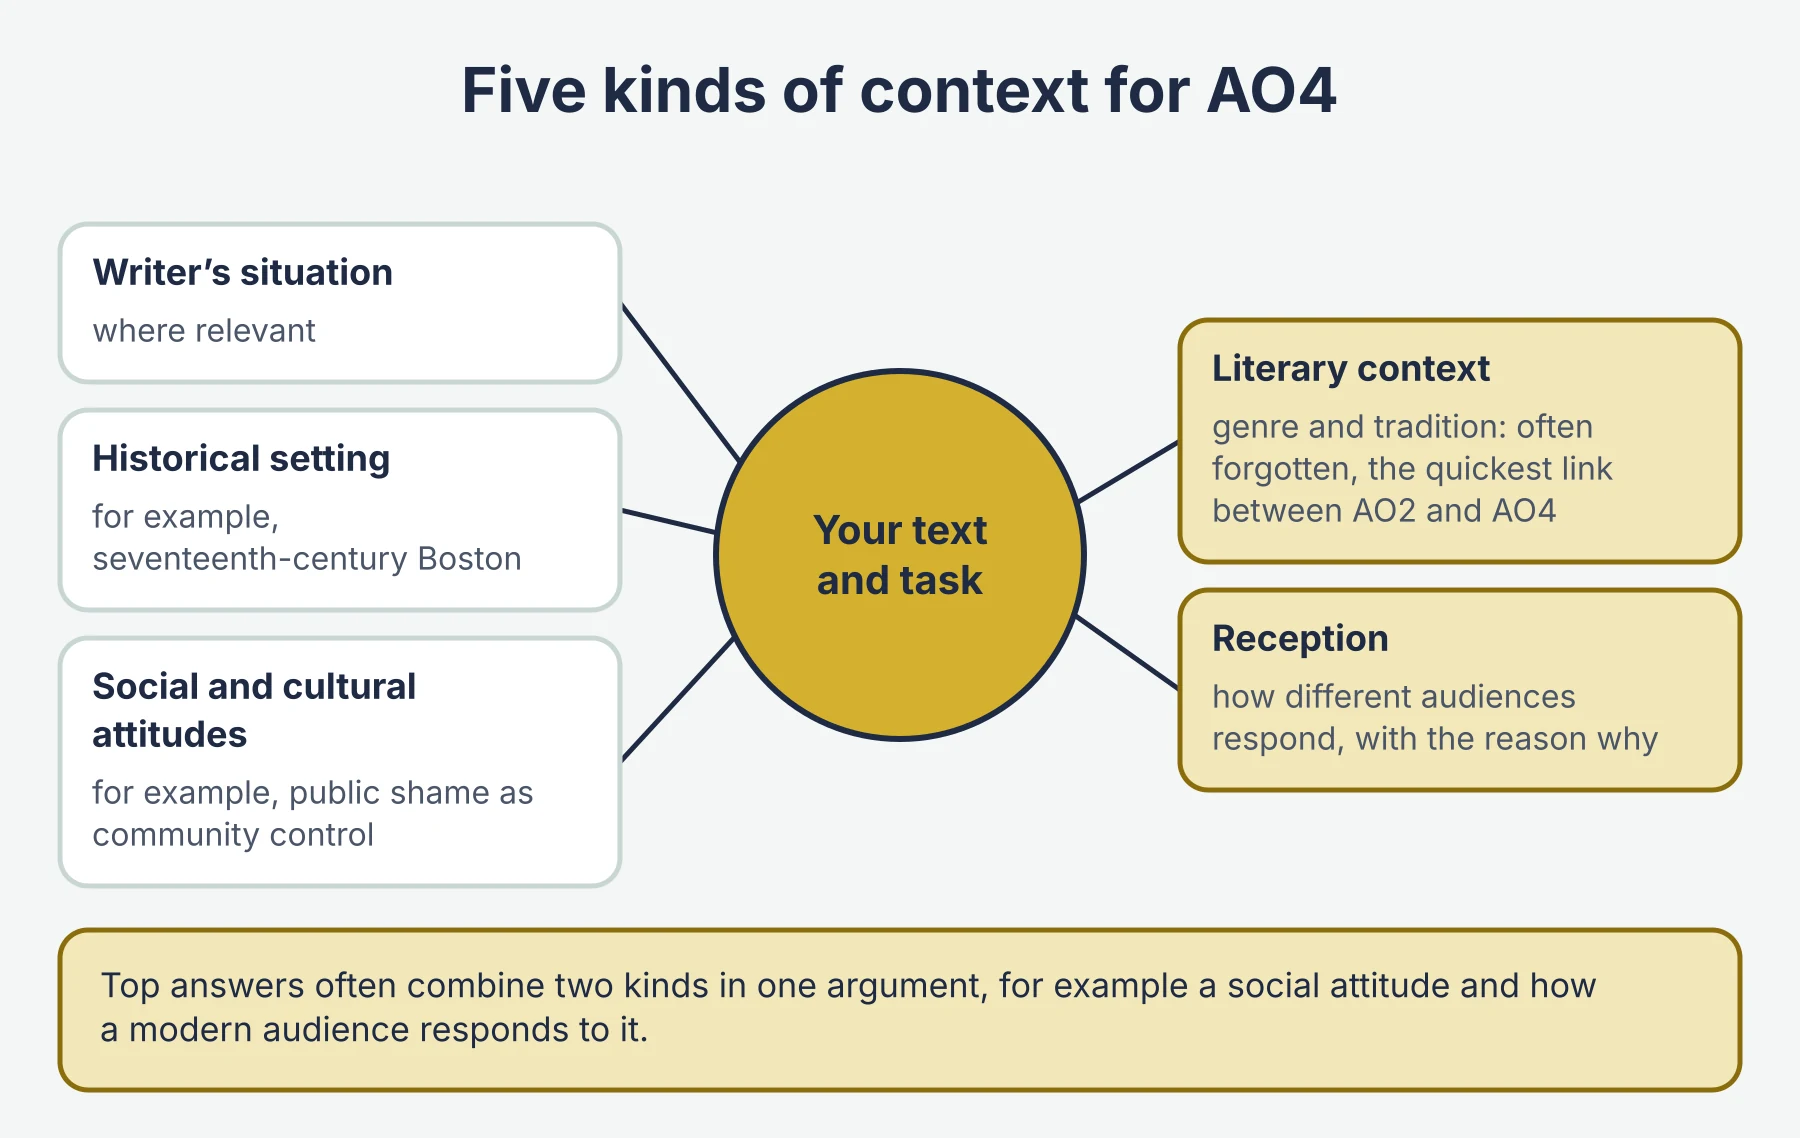 Five kinds of context for AO4
Writer’s situation
where relevant
Historical setting
for example,
seventeenth-century Boston
Social and cultural
attitudes
for example, public shame as
community control
Your text
and task
Literary context
genre and tradition: often
forgotten, the quickest link
between AO2 and AO4
Reception
how different audiences
respond, with the reason why
Top answers often combine two kinds in one argument, for example a social attitude and how
a modern audience responds to it.